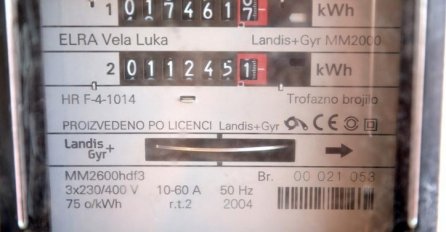 1 017461 kWh
ELRA Vela Luka Landis+Gyr MM2000
2 0112451 kWh
HR F-4-1014 Trofazno brojilo
PROIZVEDENO PO LICENCI Landis+Gyr CE
Landis+
Gyr
MM2600hdf3 Br. 00 021 053
3x230/400 V 10-60 A 50 Hz
75 o/kWh r.t.2 2004